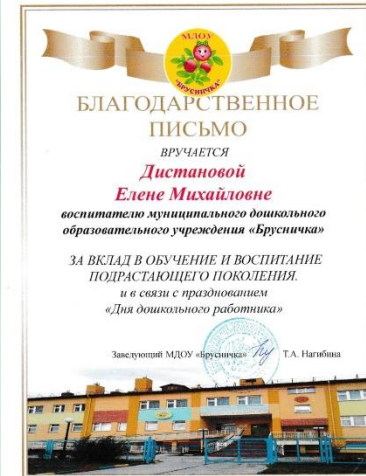 МДОУ
"БРУСНИЧКА"
БЛАГОДАРСТВЕННОЕ
ПИСЬМО
ВРУЧАЕТСЯ
Дистановой
Елене Михайловне
воспитателю муниципального дошкольного
образовательного учреждения «Брусничка»
ЗА ВКЛАД В ОБУЧЕНИЕ И ВОСПИТАНИЕ
ПОДРАСТАЮЩЕГО ПОКОЛЕНИЯ.
и в связи с празднованием
«Дня дошкольного работника»
Заведующий МДОУ «Брусничка» Т.А. Нагибина